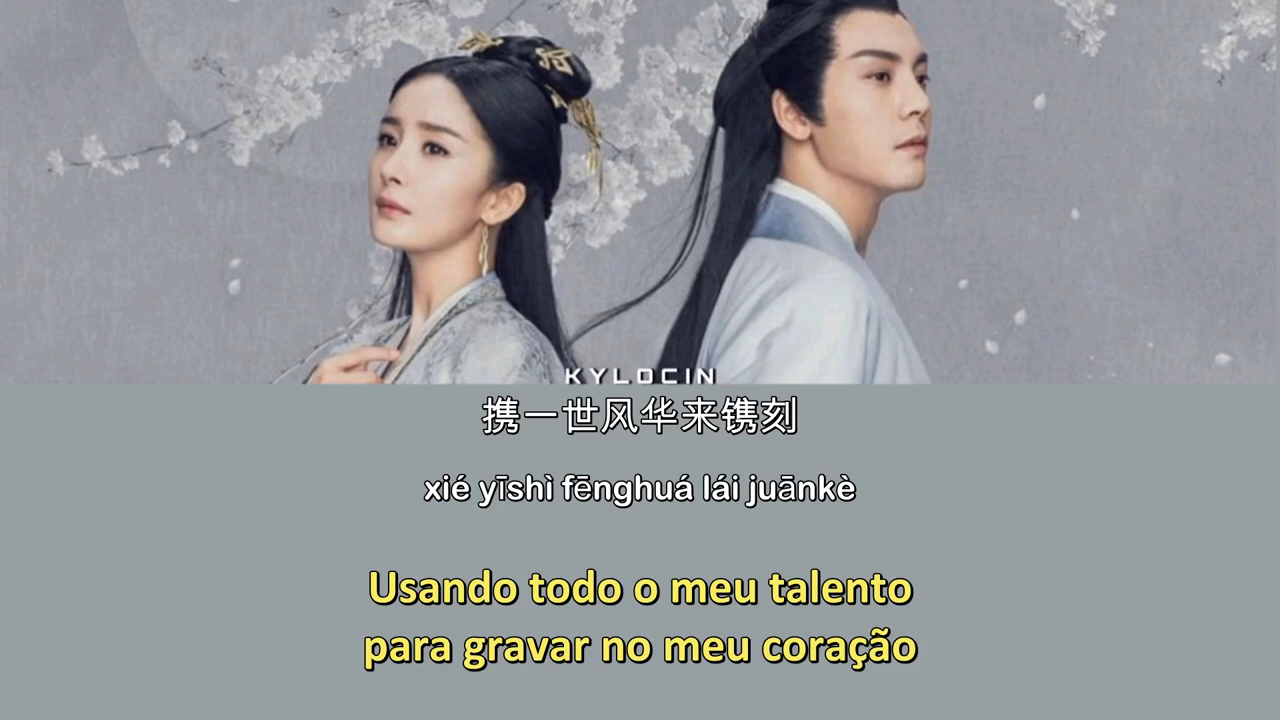 KYLOCIN
携一世风华来镌刻
xié yīshì fēnghuá lái juānkè
Usando todo o meu talento
para gravar no meu coração